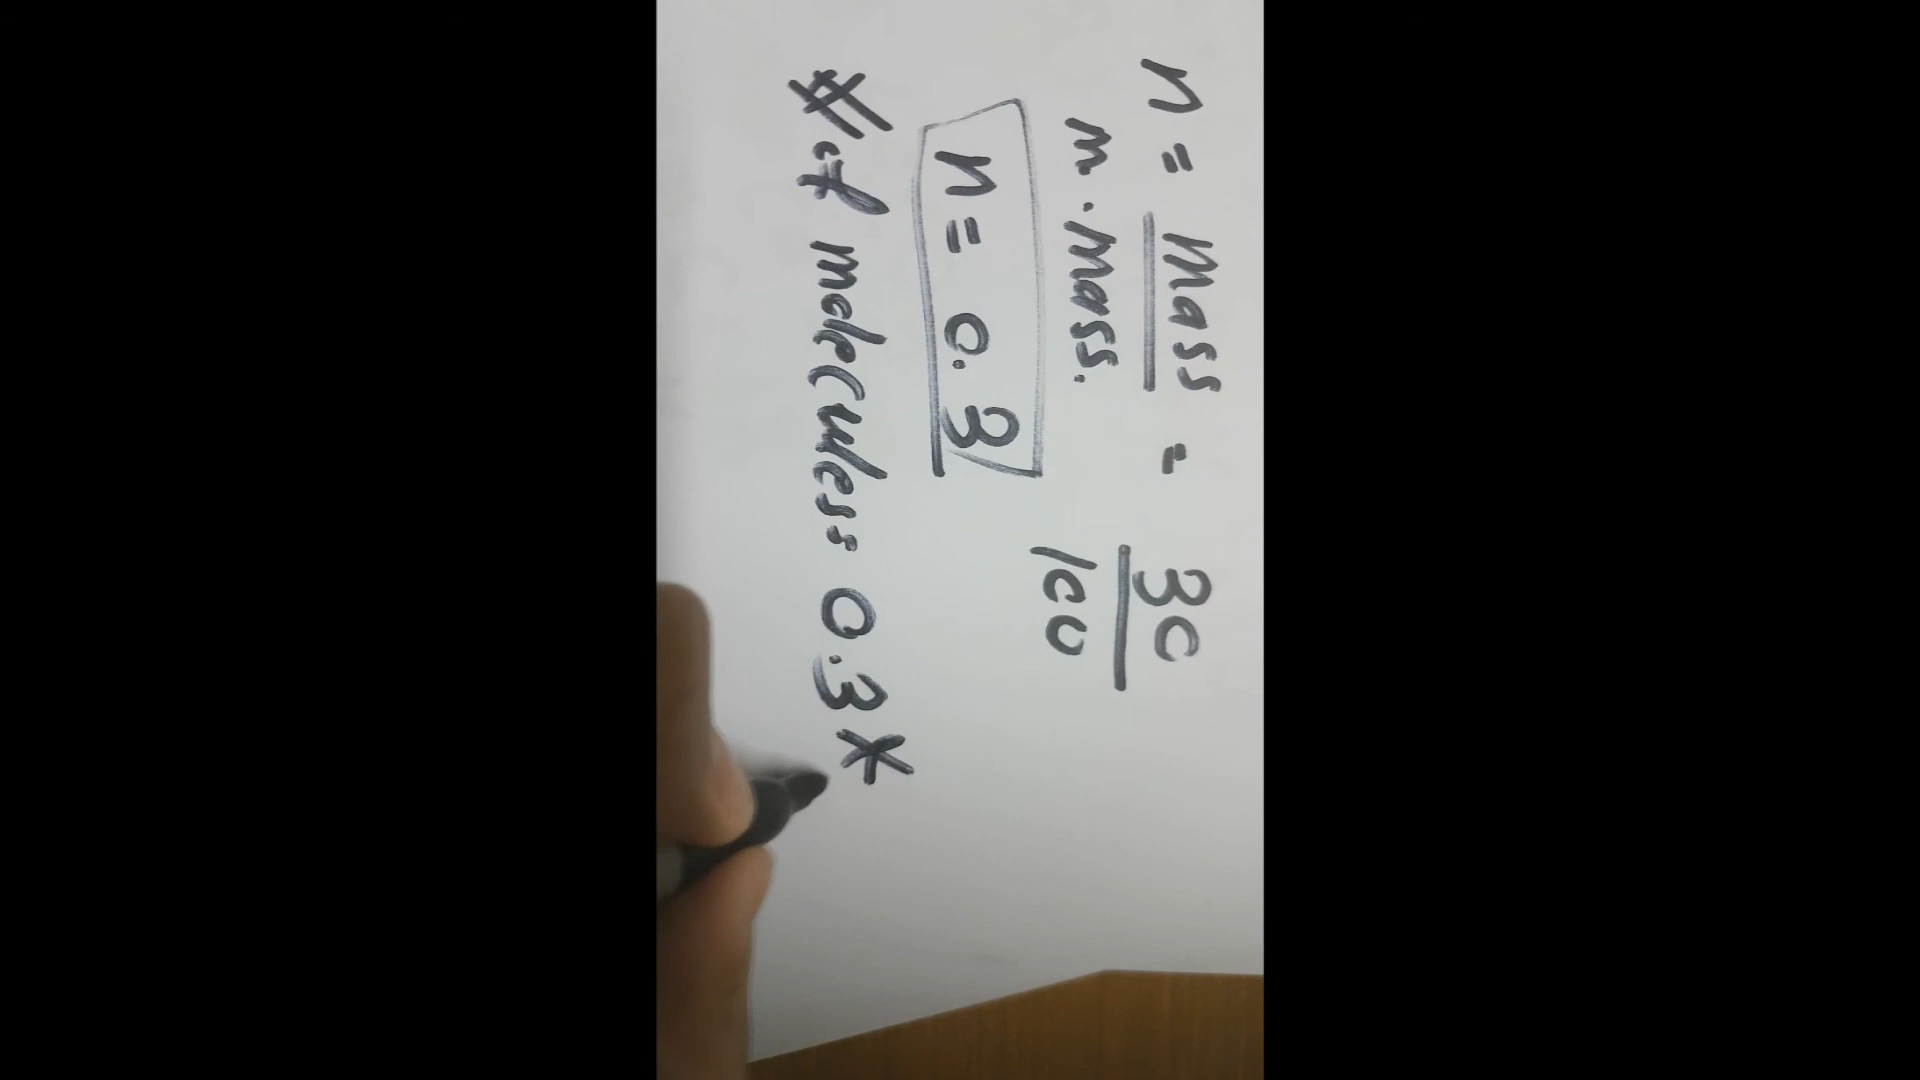 n = mass = 30
m.mass. 100
n = 0.3
# of molecules = 0.3 *